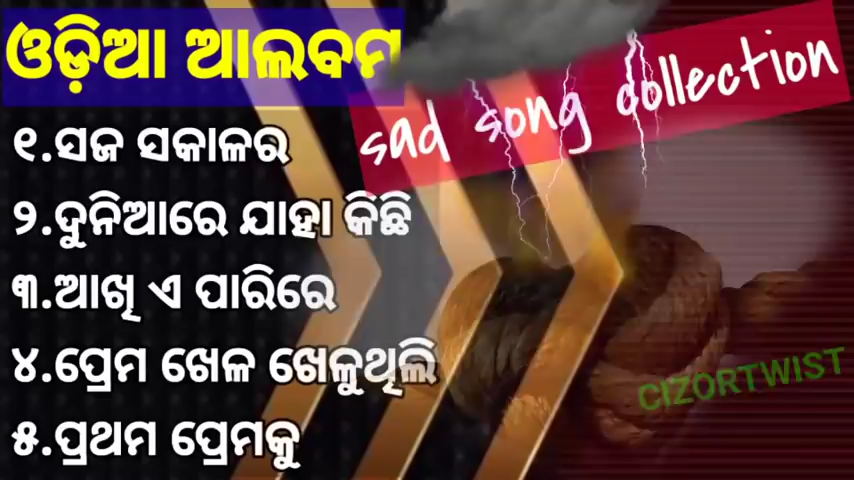 ଓଡ଼ିଆ ଆଲବମ
sad song collection
୧.ସଜ ସକାଳର
୨.ଦୁନିଆରେ ଯାହା କିଛି
୩.ଆଖି ଏ ପାରିରେ
୪.ପ୍ରେମ ଖେଳ ଖେଳୁଥିଲି
୫.ପ୍ରଥମ ପ୍ରେମକୁ
CIZORTWIST